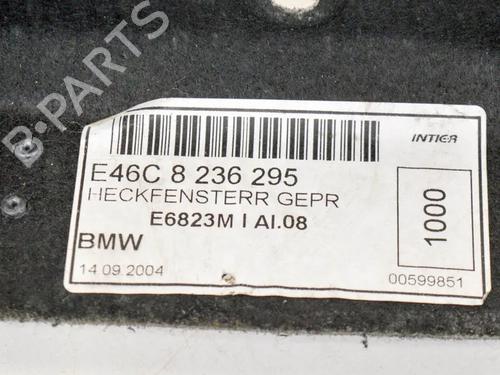 B-PARTS
INTIER
E46C 8 236 295
HECKFENSTERR GEPR
E6823M I AI.08
BMW
14.09.2004
1000
00599851